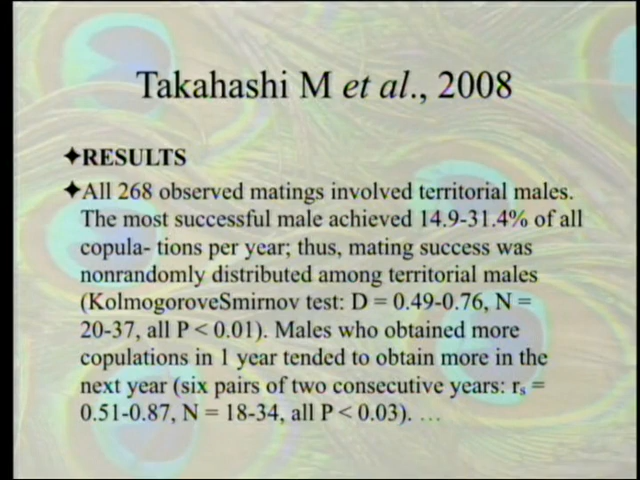 Takahashi M et al., 2008
✦RESULTS
✦All 268 observed matings involved territorial males.
The most successful male achieved 14.9-31.4% of all
copula- tions per year; thus, mating success was
nonrandomly distributed among territorial males
(KolmogoroveSmirnov test: D = 0.49-0.76, N =
20-37, all P < 0.01). Males who obtained more
copulations in 1 year tended to obtain more in the
next year (six pairs of two consecutive years: rs =
0.51-0.87, N = 18-34, all P < 0.03). …